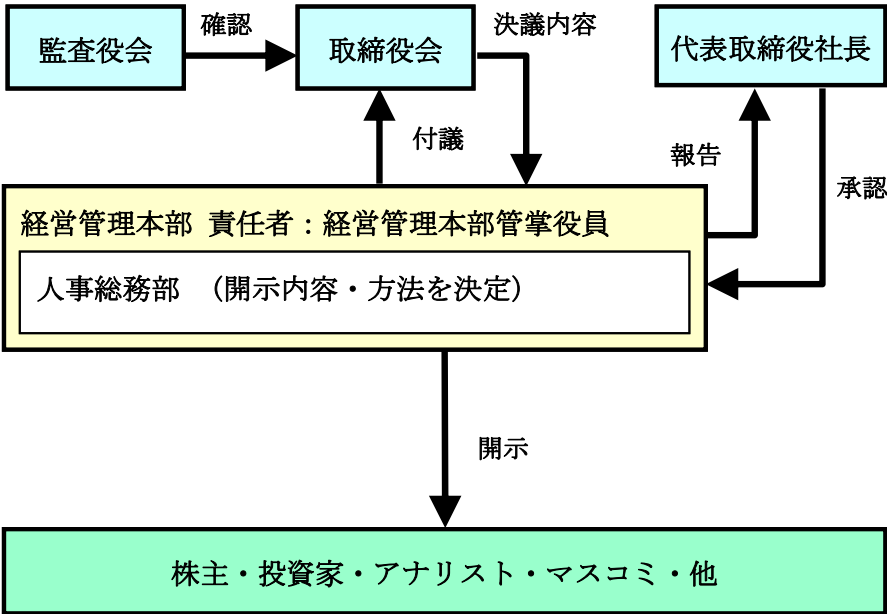 監査役会
確認
取締役会
決議内容
代表取締役社長
付議
報告
承認
経営管理本部 責任者：経営管理本部管掌役員
人事総務部 （開示内容・方法を決定）
開示
株主・投資家・アナリスト・マスコミ・他